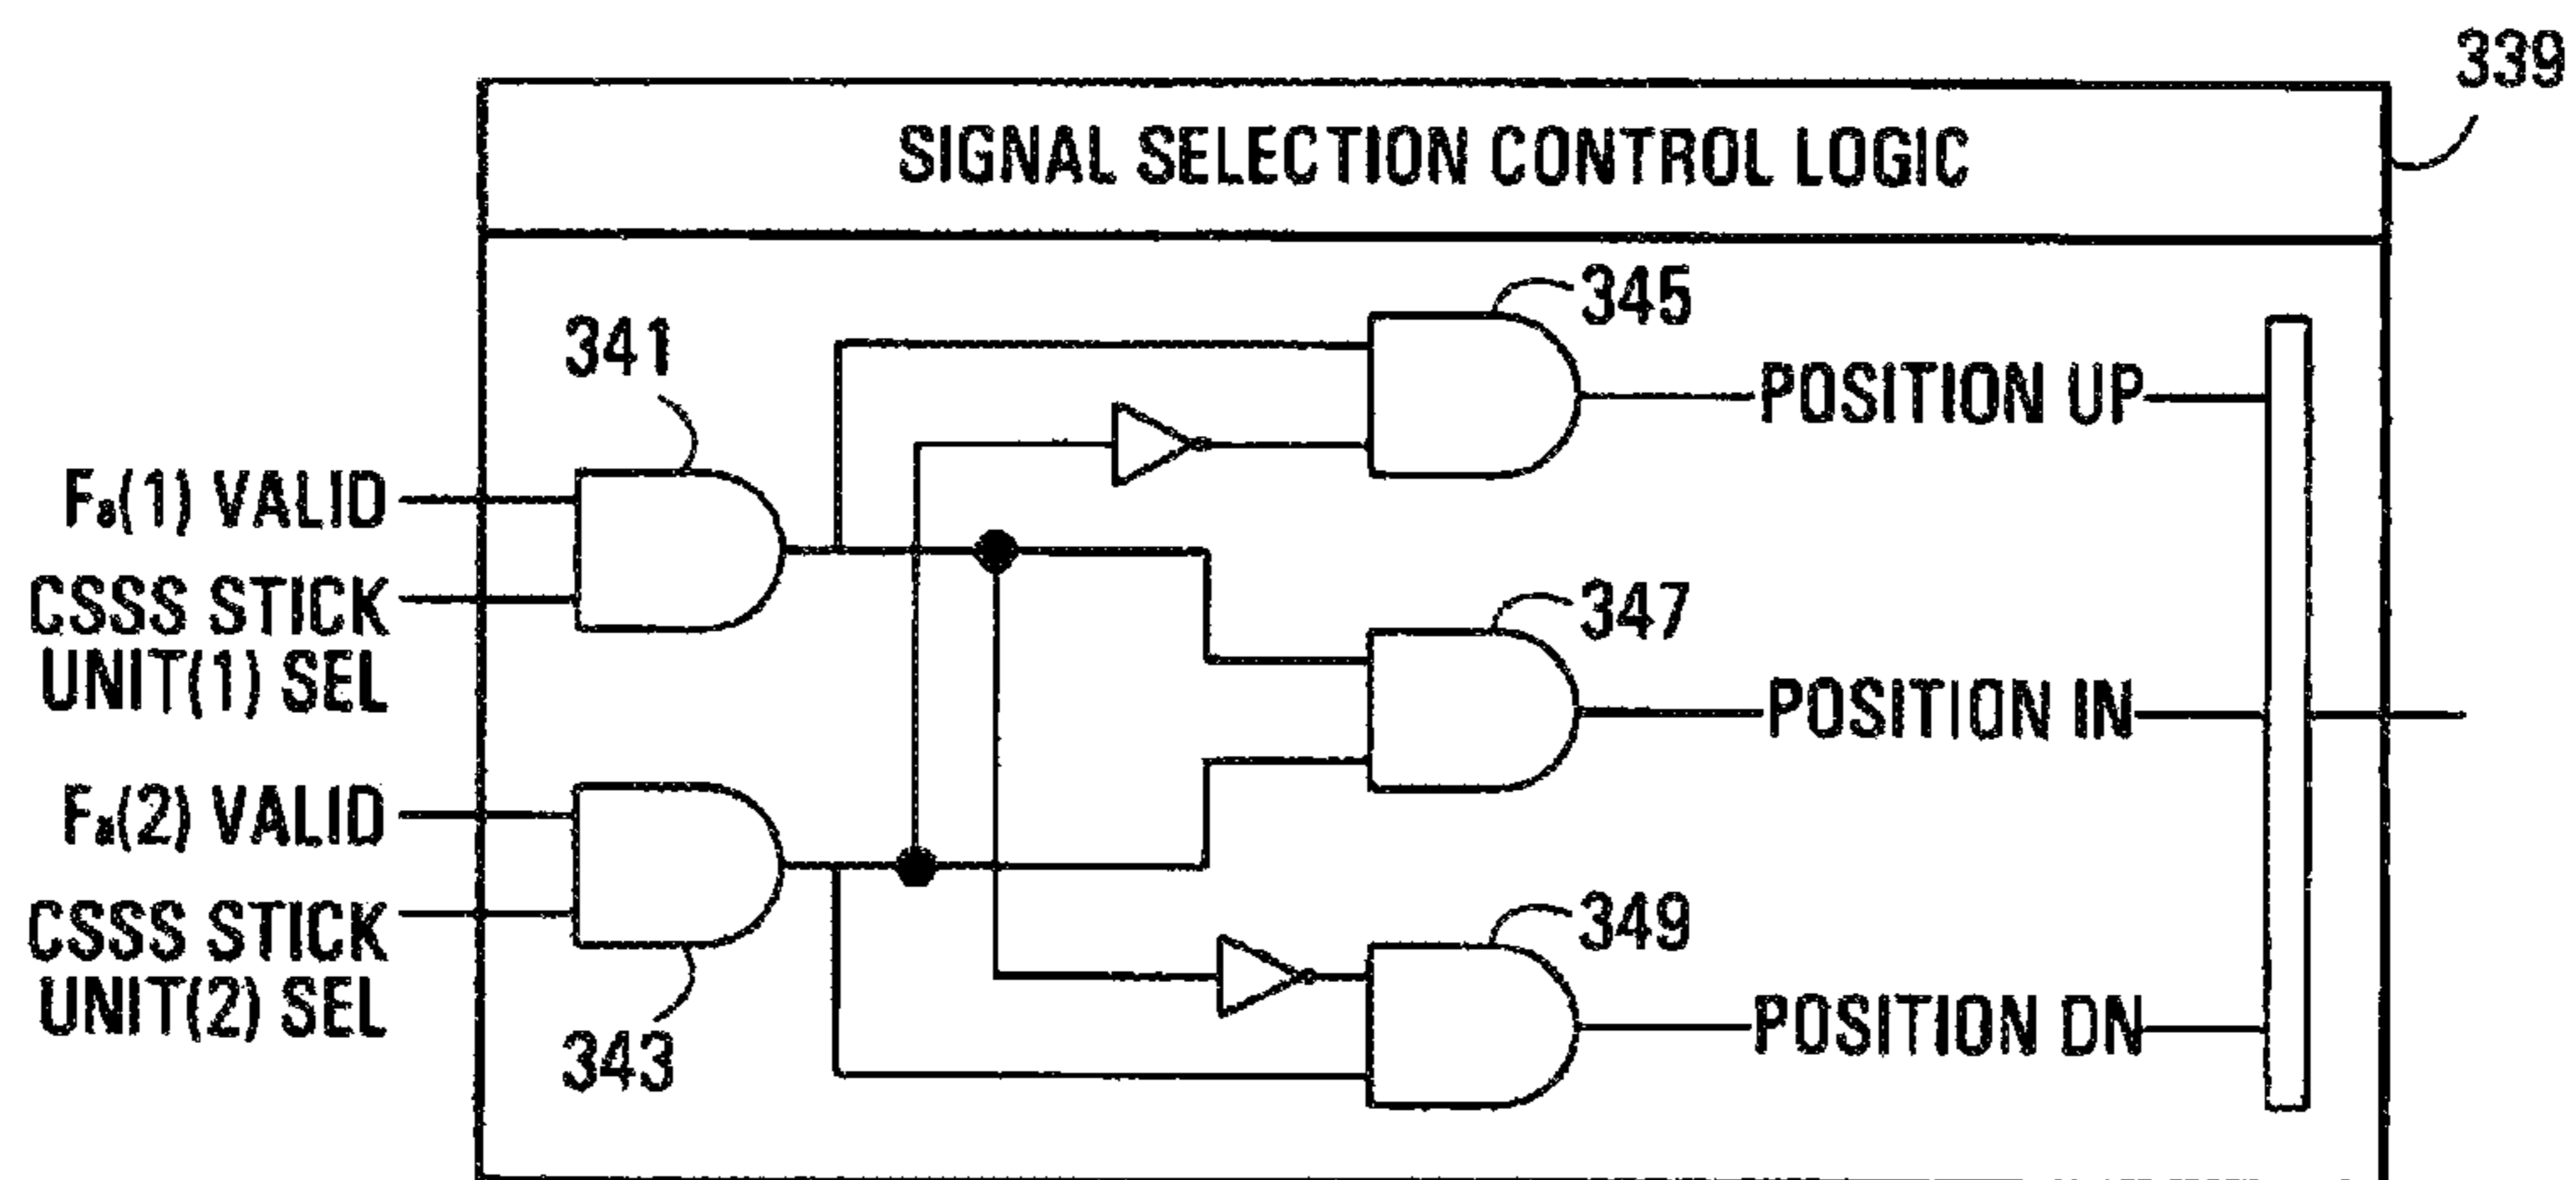 339
SIGNAL SELECTION CONTROL LOGIC
345
341
POSITION UP
Fa(1) VALID
CSSS STICK
UNIT(1) SEL
347
POSITION IN
Fa(2) VALID
CSSS STICK
UNIT(2) SEL
349
343
POSITION DN